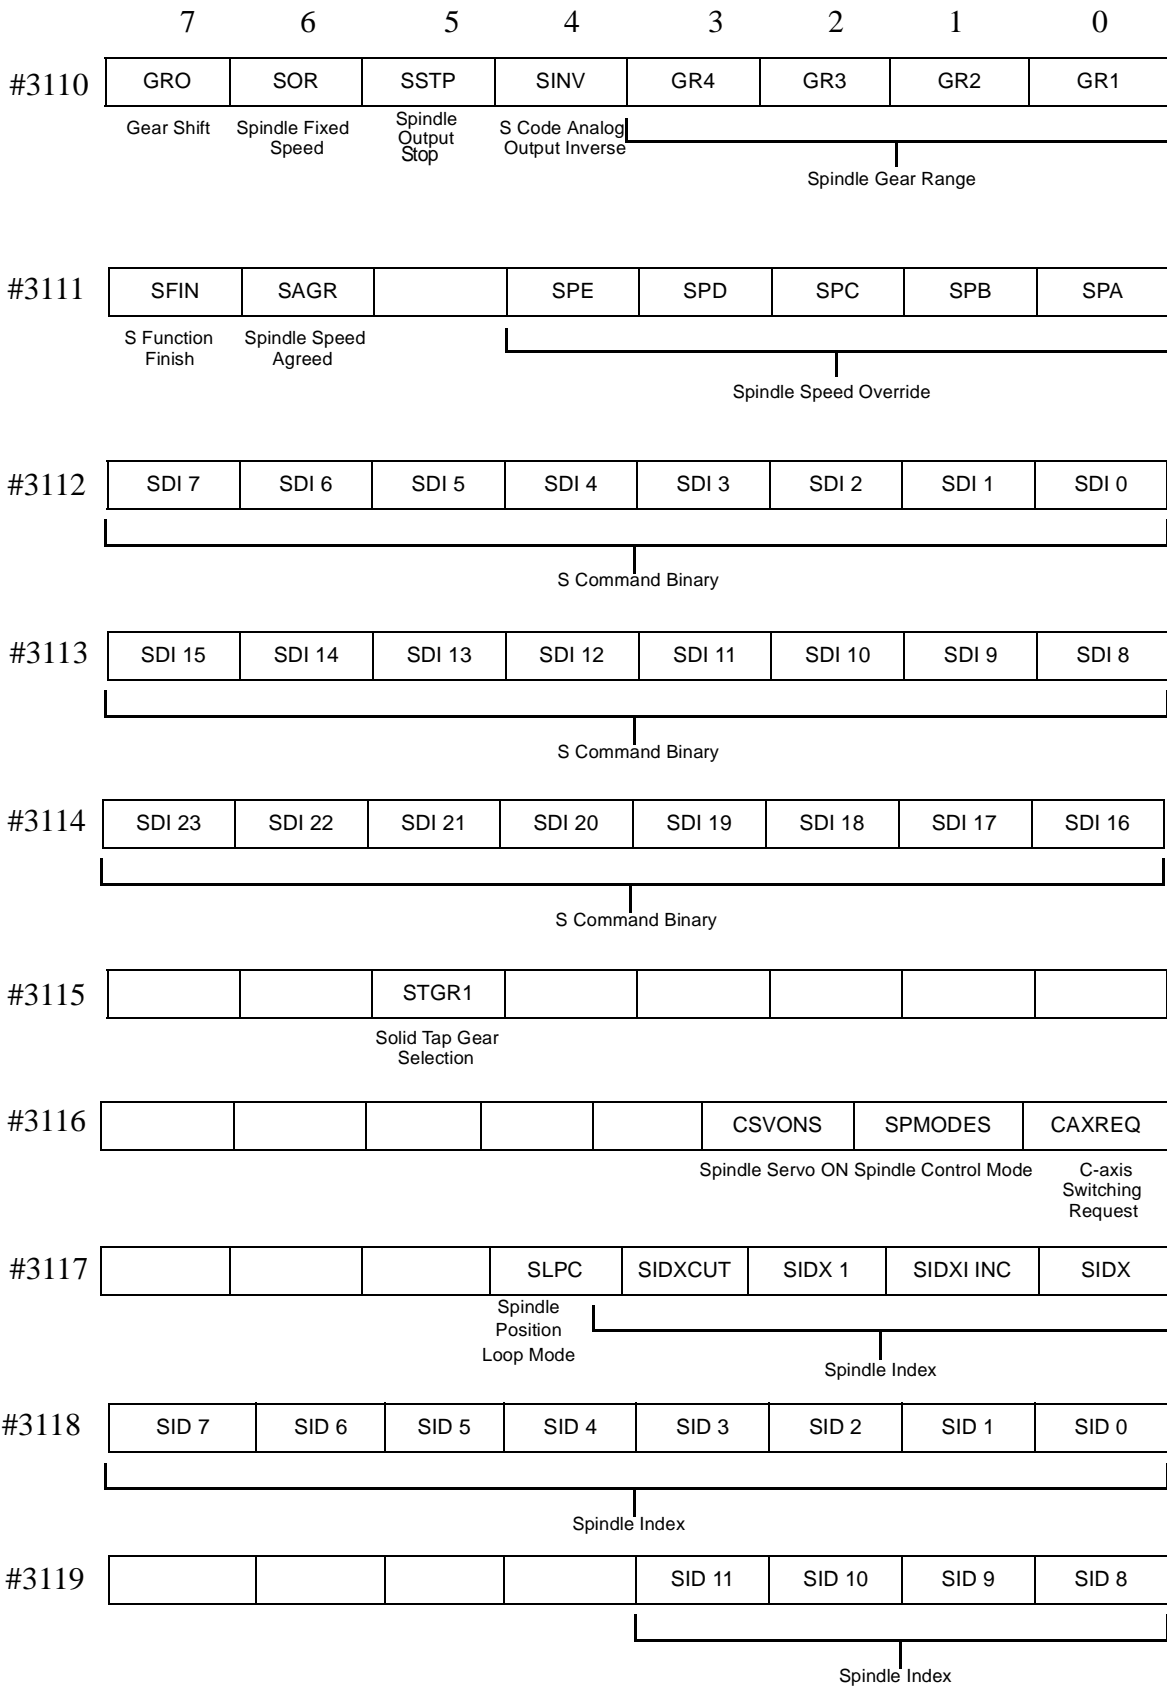 7 6 5 4 3 2 1 0
#3110 GRO SOR SSTP SINV GR4 GR3 GR2 GR1
Gear Shift Spindle Fixed Speed Spindle Output Stop S Code Analog Output Inverse
Spindle Gear Range
#3111 SFIN SAGR SPE SPD SPC SPB SPA
S Function Finish Spindle Speed Agreed
Spindle Speed Override
#3112 SDI 7 SDI 6 SDI 5 SDI 4 SDI 3 SDI 2 SDI 1 SDI 0
S Command Binary
#3113 SDI 15 SDI 14 SDI 13 SDI 12 SDI 11 SDI 10 SDI 9 SDI 8
S Command Binary
#3114 SDI 23 SDI 22 SDI 21 SDI 20 SDI 19 SDI 18 SDI 17 SDI 16
S Command Binary
#3115 STGR1
Solid Tap Gear
Selection
#3116 CSVONS SPMODES CAXREQ
Spindle Servo ON Spindle Control Mode C-axis Switching Request
#3117 SLPC SIDXCUT SIDX 1 SIDXI INC SIDX
Spindle
Position
Loop Mode
Spindle Index
#3118 SID 7 SID 6 SID 5 SID 4 SID 3 SID 2 SID 1 SID 0
Spindle Index
#3119 SID 11 SID 10 SID 9 SID 8
Spindle Index